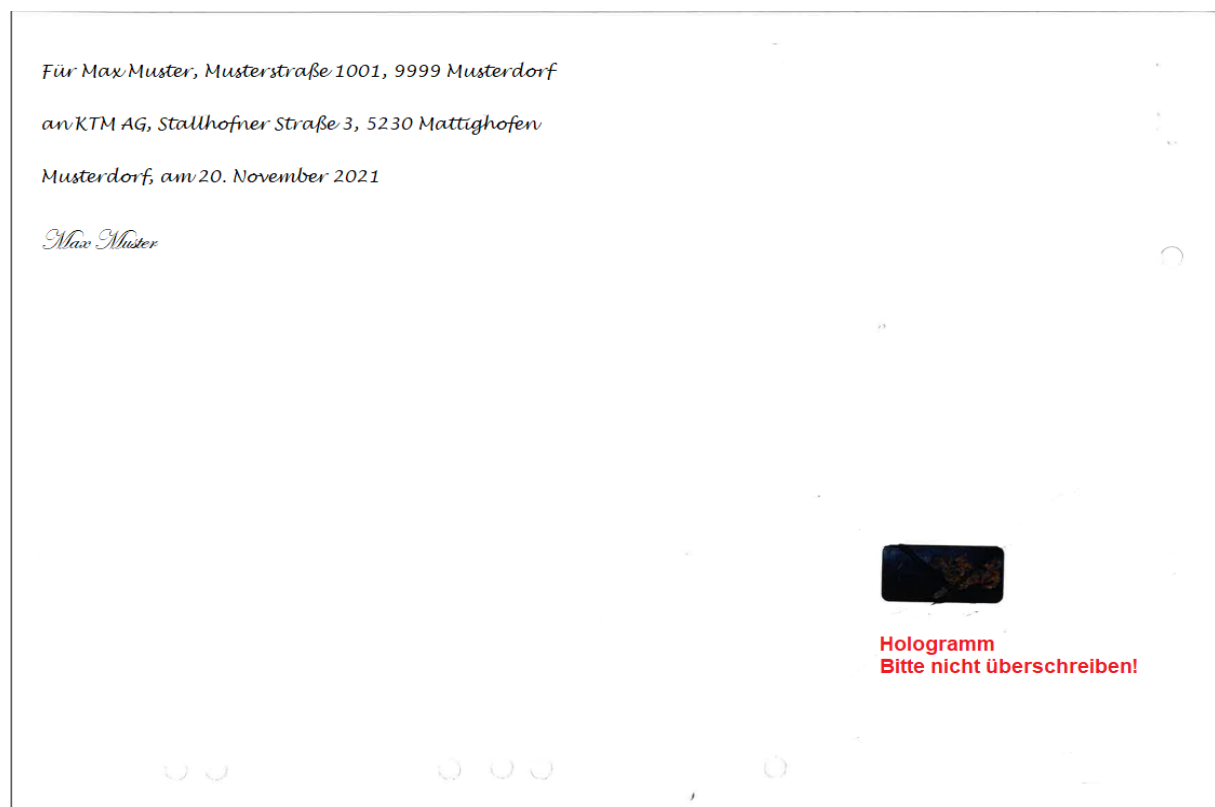 Für Max Muster, Musterstraße 1001, 9999 Musterdorf
an KTM AG, Stallhofner Straße 3, 5230 Mattighofen
Musterdorf, am 20. November 2021
Max Muster
Hologramm
Bitte nicht überschreiben!